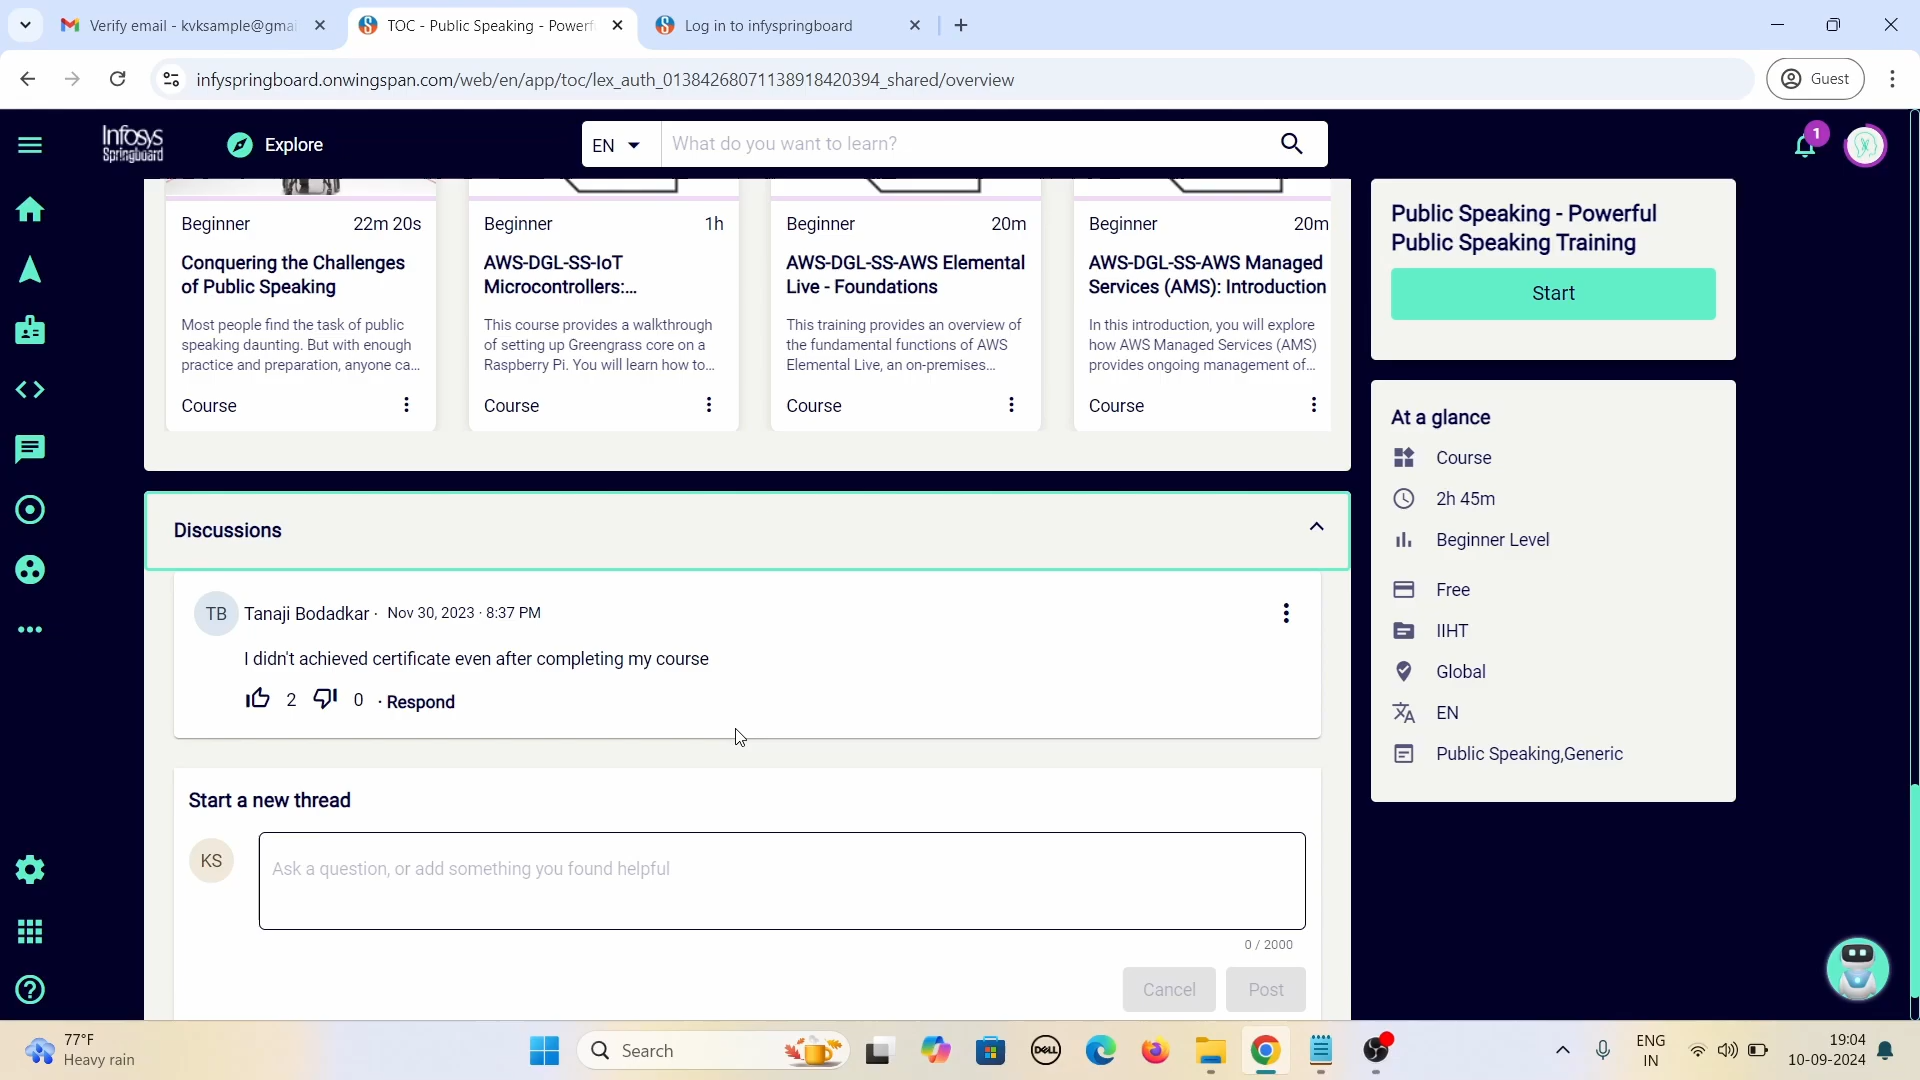 Verify email - kvksample@gmai
TOC - Public Speaking - Powerf
Log in to infyspringboard
infyspringboard.onwingspan.com/web/en/app/toc/lex_auth_01384268071138918420394_shared/overview
Guest
Infosys
Springboard
Explore
EN
What do you want to learn?
1
Beginner 22m 20s
Conquering the Challenges
of Public Speaking
Most people find the task of public
speaking daunting. But with enough
practice and preparation, anyone ca...
Course
Beginner 1h
AWS-DGL-SS-IoT
Microcontrollers:...
This course provides a walkthrough
of setting up Greengrass core on a
Raspberry Pi. You will learn how to...
Course
Beginner 20m
AWS-DGL-SS-AWS Elemental
Live - Foundations
This training provides an overview of
the fundamental functions of AWS
Elemental Live, an on-premises...
Course
Beginner 20m
AWS-DGL-SS-AWS Managed
Services (AMS): Introduction
In this introduction, you will explore
how AWS Managed Services (AMS)
provides ongoing management of...
Course
Public Speaking - Powerful
Public Speaking Training
Start
At a glance
Course
2h 45m
Beginner Level
Free
IIHT
Global
EN
Public Speaking,Generic
Discussions
TB Tanaji Bodadkar · Nov 30, 2023 · 8:37 PM
I didn't achieved certificate even after completing my course
2 0 · Respond
Start a new thread
KS
Ask a question, or add something you found helpful
0 / 2000
Cancel Post
77°F
Heavy rain
Search
DELL
ENG
IN
19:04
10-09-2024